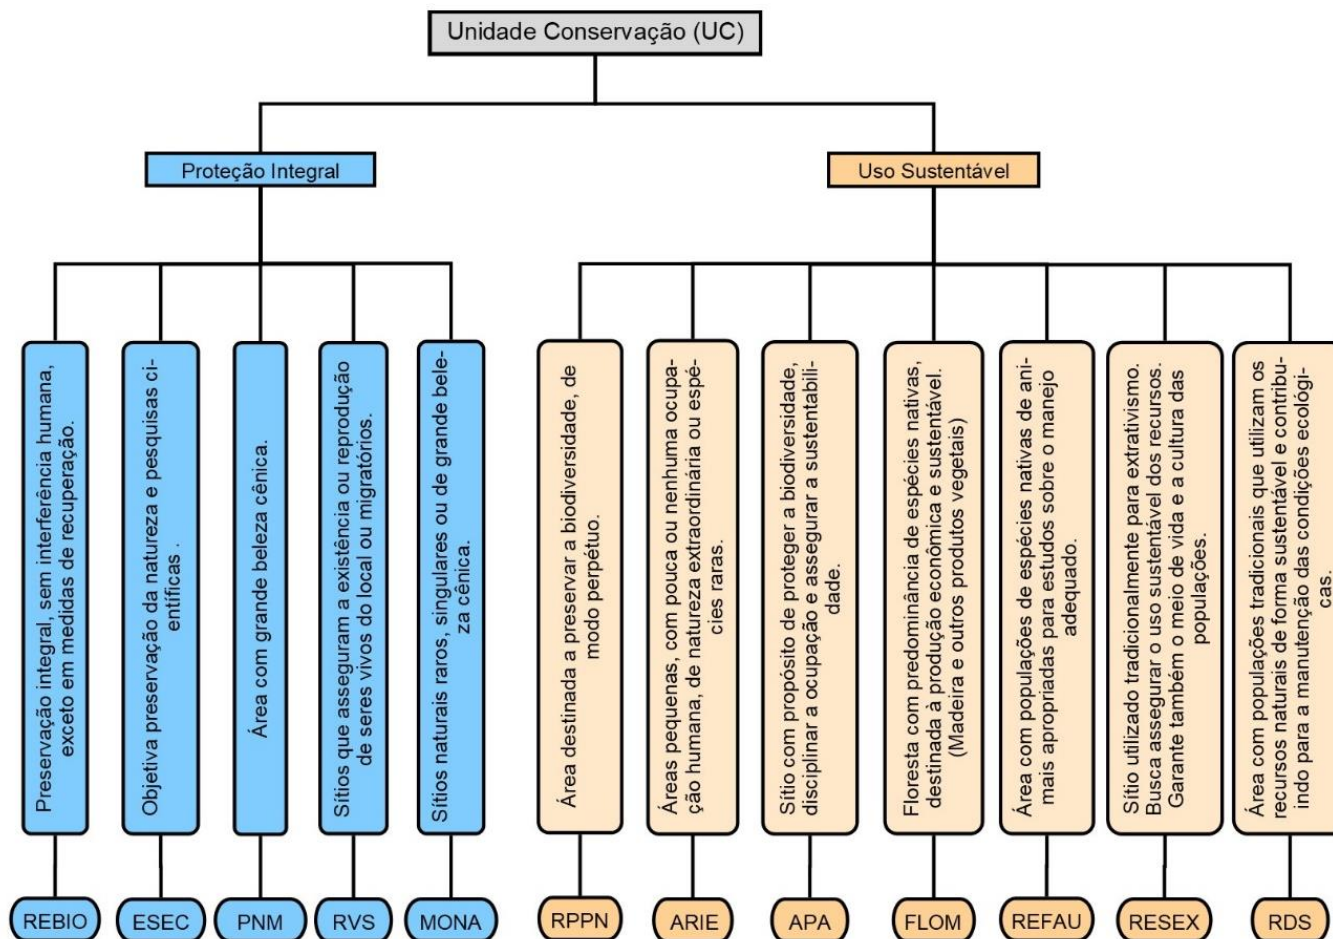 Unidade Conservação (UC)
Proteção Integral
Uso Sustentável
Preservação integral, sem interferência humana,
exceto em medidas de recuperação.
Objetiva preservação da natureza e pesquisas ci-
entíficas .
Área com grande beleza cênica.
Sítios que asseguram a existência ou reprodução
de seres vivos do local ou migratórios.
Sítios naturais raros, singulares ou de grande bele-
za cênica.
Área destinada a preservar a biodiversidade, de
modo perpétuo.
Áreas pequenas, com pouca ou nenhuma ocupa-
ção humana, de natureza extraordinária ou espé-
cies raras.
Sítio com propósito de proteger a biodiversidade,
disciplinar a ocupação e assegurar a sustentabili-
dade.
Floresta com predominância de espécies nativas,
destinada à produção econômica e sustentável.
(Madeira e outros produtos vegetais)
Área com populações de espécies nativas de ani-
mais apropriadas para estudos sobre o manejo
adequado.
Sítio utilizado tradicionalmente para extrativismo.
Busca assegurar o uso sustentável dos recursos.
Garante também o meio de vida e a cultura das
populações.
Área com populações tradicionais que utilizam os
recursos naturais de forma sustentável e contribu-
indo para a manutenção das condições ecológi-
cas.
REBIO
ESEC
PNM
RVS
MONA
RPPN
ARIE
APA
FLOM
REFAU
RESEX
RDS